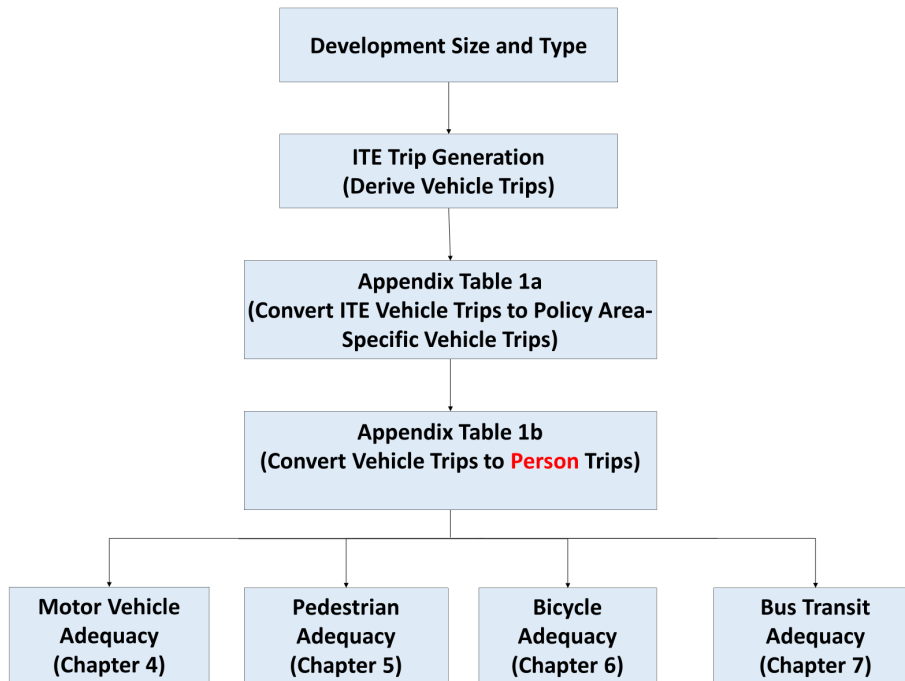 Development Size and Type
ITE Trip Generation
(Derive Vehicle Trips)
Appendix Table 1a
(Convert ITE Vehicle Trips to Policy Area-
Specific Vehicle Trips)
Appendix Table 1b
(Convert Vehicle Trips to Person Trips)
Motor Vehicle
Adequacy
(Chapter 4)
Pedestrian
Adequacy
(Chapter 5)
Bicycle
Adequacy
(Chapter 6)
Bus Transit
Adequacy
(Chapter 7)